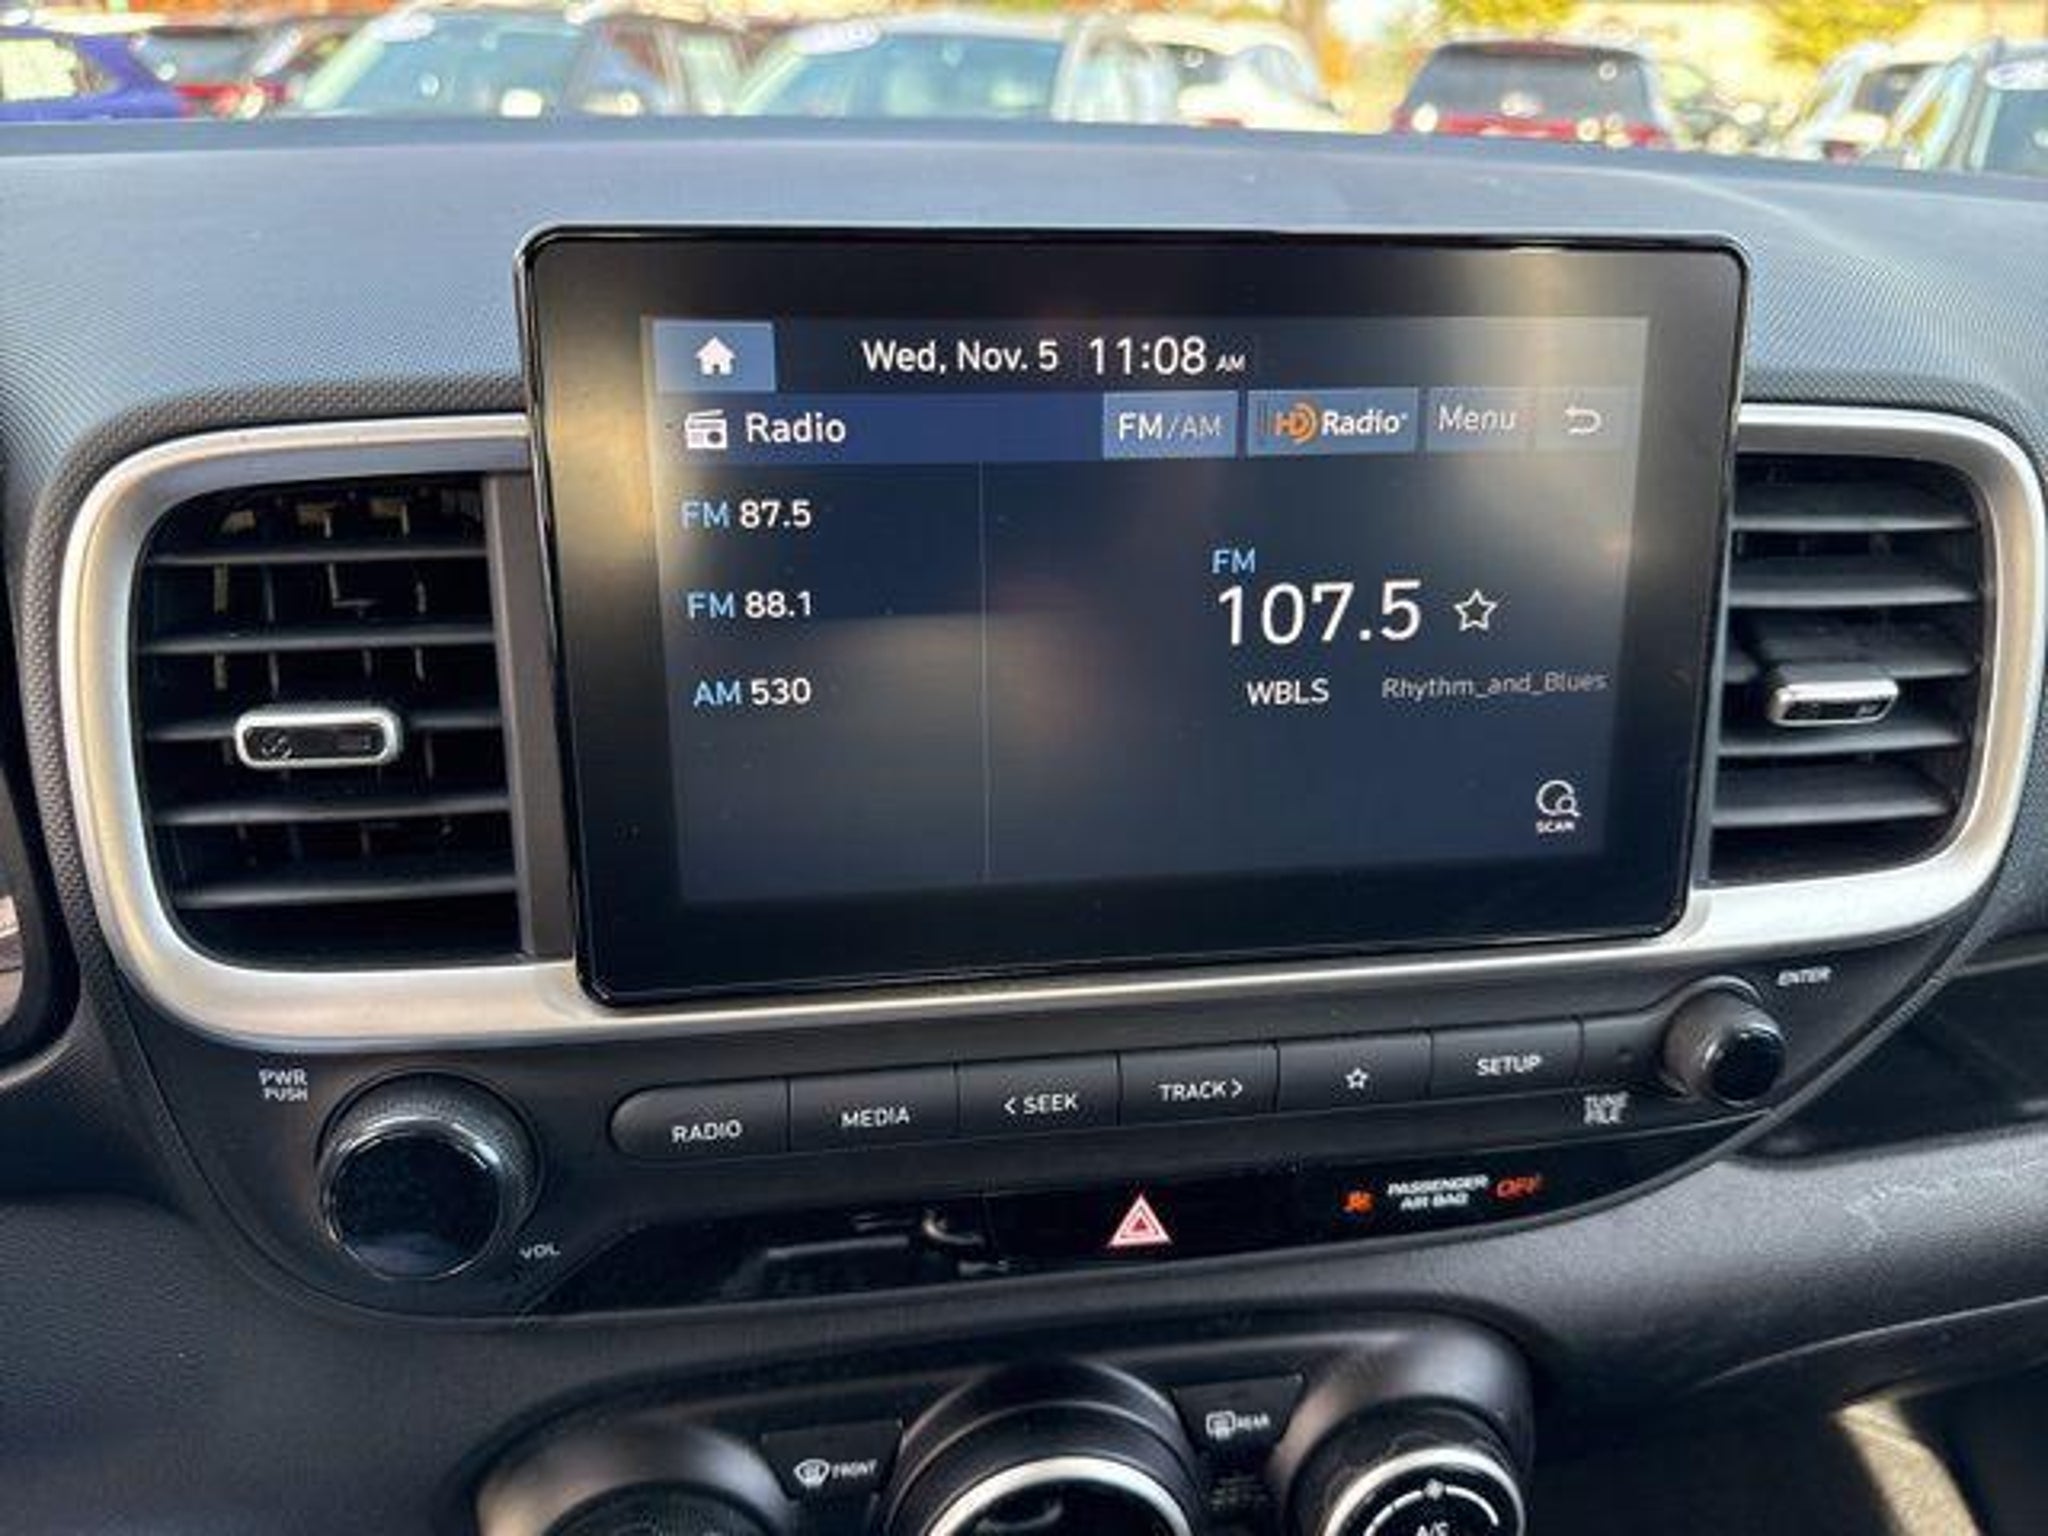 Wed, Nov. 5 11:08 AM
Radio FM/AM HD Radio Menu
FM 87.5
FM 88.1
AM 530
FM
107.5
WBLS Rhythm_and_Blues
SCAN
ENTER
PWR
PUSH
VOL
RADIO MEDIA < SEEK TRACK > SETUP
TUNE
FILE
PASSENGER
AIR BAG OFF
FRONT
REAR
A/C